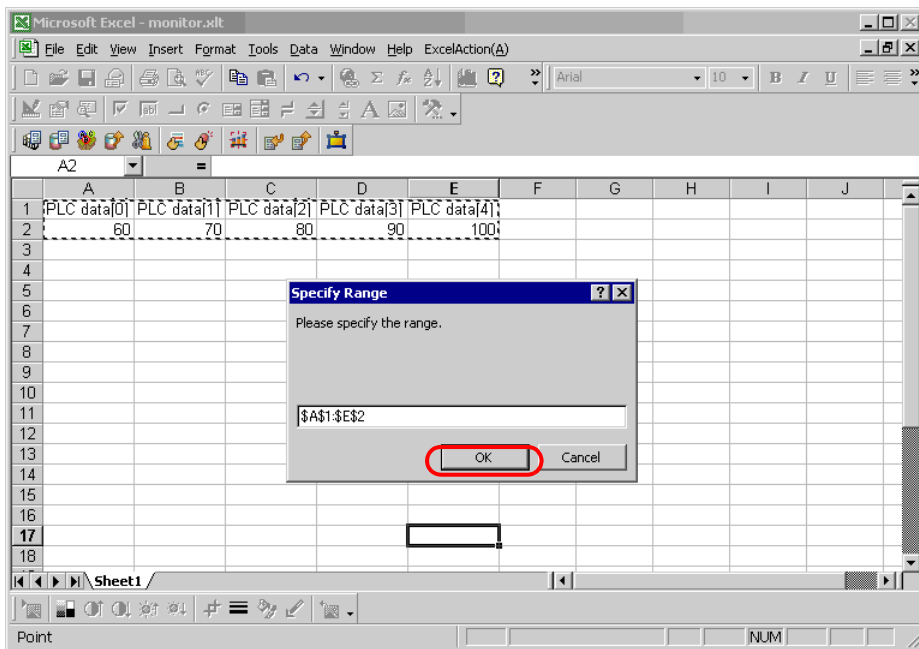 Microsoft Excel - monitor.xlt
File Edit View Insert Format Tools Data Window Help ExcelAction(A)
Arial 10 B I U
A2 =
A B C D E F G H I J
1 PLC data[0] PLC data[1] PLC data[2] PLC data[3] PLC data[4]
2 60 70 80 90 100
3
4
5
6
7
8
9
10
11
12
13
14
15
16
17
18
Specify Range
Please specify the range.
$A$1:$E$2
OK Cancel
Sheet1
Point NUM